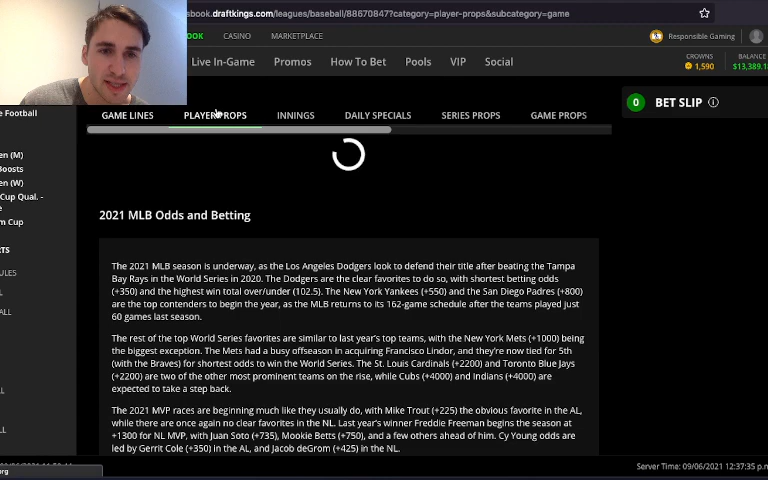 sbook.draftkings.com/leagues/baseball/88670847?category=player-props&subcategory=game
OOK CASINO MARKETPLACE Responsible Gaming
Live In-Game Promos How To Bet Pools VIP Social
CROWNS BALANCE
1,590 $13,389.1
e Football
0 BET SLIP
GAME LINES PLAYER PROPS INNINGS DAILY SPECIALS SERIES PROPS GAME PROPS
en (M)
Boosts
en (W)
Cup Qual. -
m Cup
RTS
ULES
ALL
2021 MLB Odds and Betting
The 2021 MLB season is underway, as the Los Angeles Dodgers look to defend their title after beating the Tampa
Bay Rays in the World Series in 2020. The Dodgers are the clear favorites to do so, with shortest betting odds
(+350) and the highest win total over/under (102.5). The New York Yankees (+550) and the San Diego Padres (+800)
are the top contenders to begin the year, as the MLB returns to its 162-game schedule after the teams played just
60 games last season.
The rest of the top World Series favorites are similar to last year's top teams, with the New York Mets (+1000) being
the biggest exception. The Mets had a busy offseason in acquiring Francisco Lindor, and they're now tied for 5th
(with the Braves) for shortest odds to win the World Series. The St. Louis Cardinals (+2200) and Toronto Blue Jays
(+2200) are two of the other most prominent teams on the rise, while Cubs (+4000) and Indians (+4000) are
expected to take a step back.
The 2021 MVP races are beginning much like they usually do, with Mike Trout (+225) the obvious favorite in the AL,
while there are once again no clear favorites in the NL. Last year's winner Freddie Freeman begins the season at
+1300 for NL MVP, with Juan Soto (+735), Mookie Betts (+750), and a few others ahead of him. Cy Young odds are
led by Gerrit Cole (+350) in the AL, and Jacob deGrom (+425) in the NL.
org
Server Time: 09/06/2021 12:37:35 p.n